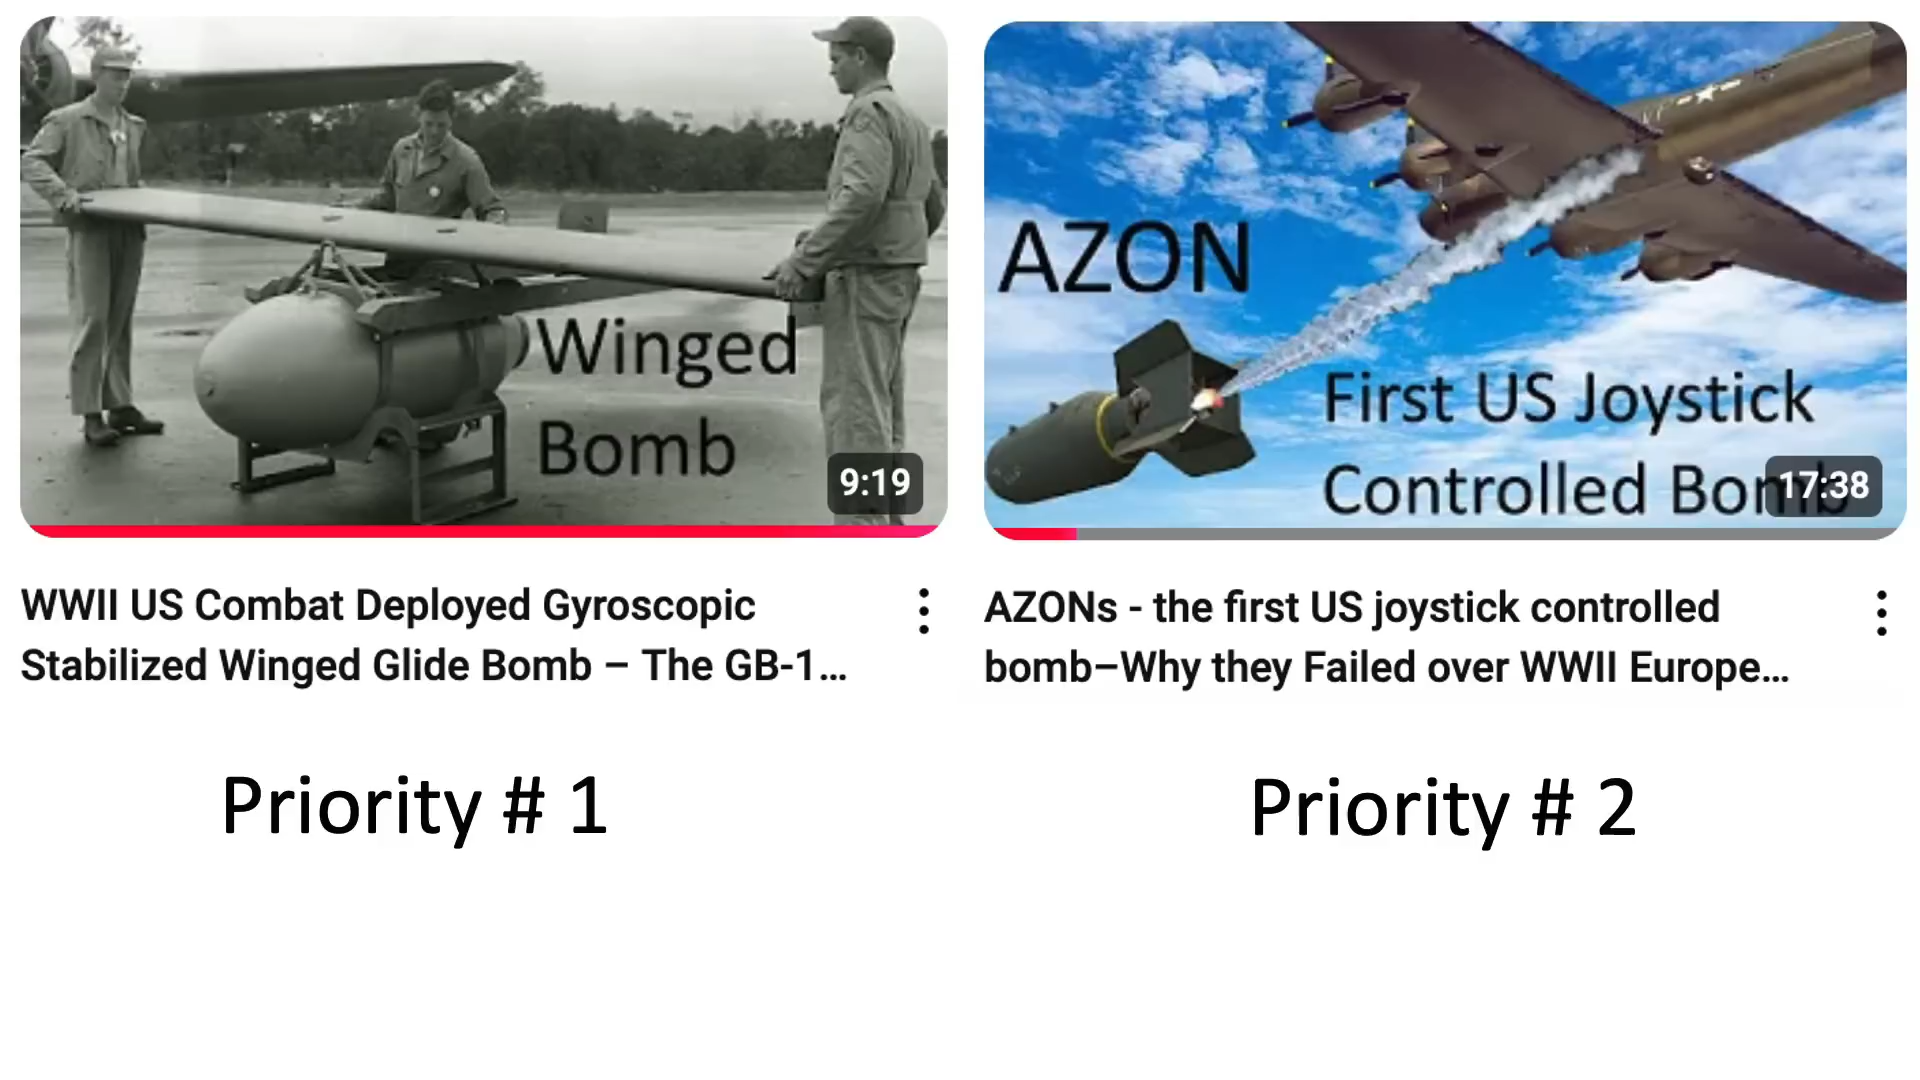 Winged
Bomb
9:19
WWII US Combat Deployed Gyroscopic
Stabilized Winged Glide Bomb – The GB-1...
Priority # 1
AZON
First US Joystick
Controlled Bomb
17:38
AZONs - the first US joystick controlled
bomb–Why they Failed over WWII Europe...
Priority # 2